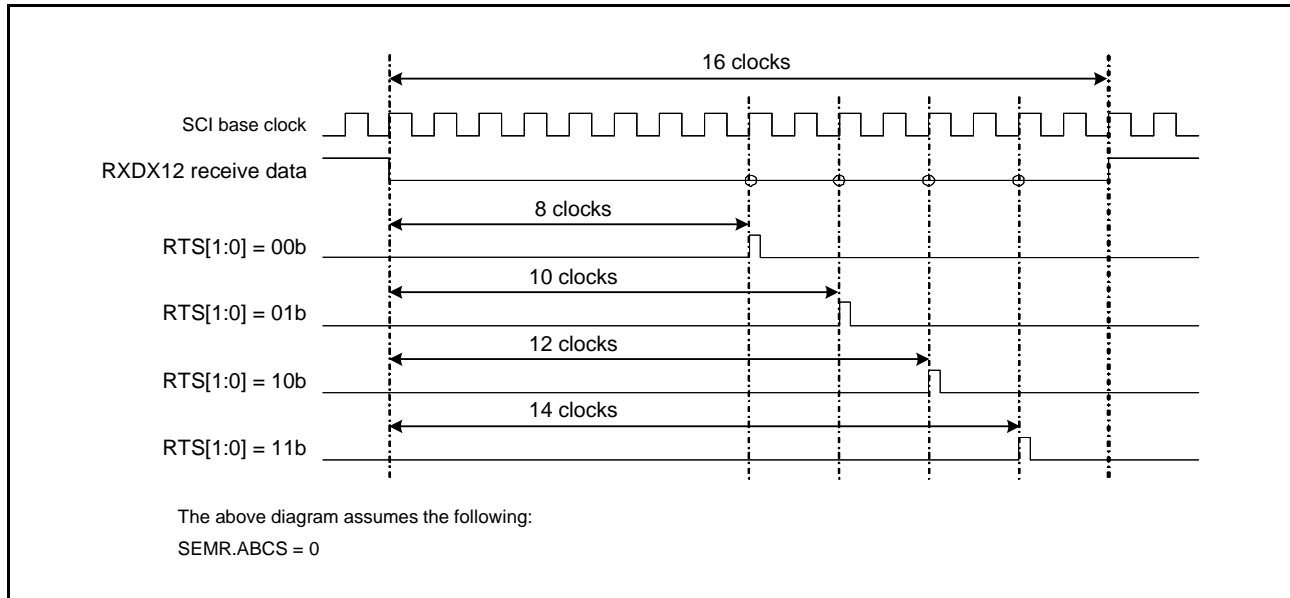 16 clocks
SCI base clock
RXDX12 receive data
8 clocks
RTS[1:0] = 00b
10 clocks
RTS[1:0] = 01b
12 clocks
RTS[1:0] = 10b
14 clocks
RTS[1:0] = 11b
The above diagram assumes the following:
SEMR.ABCS = 0